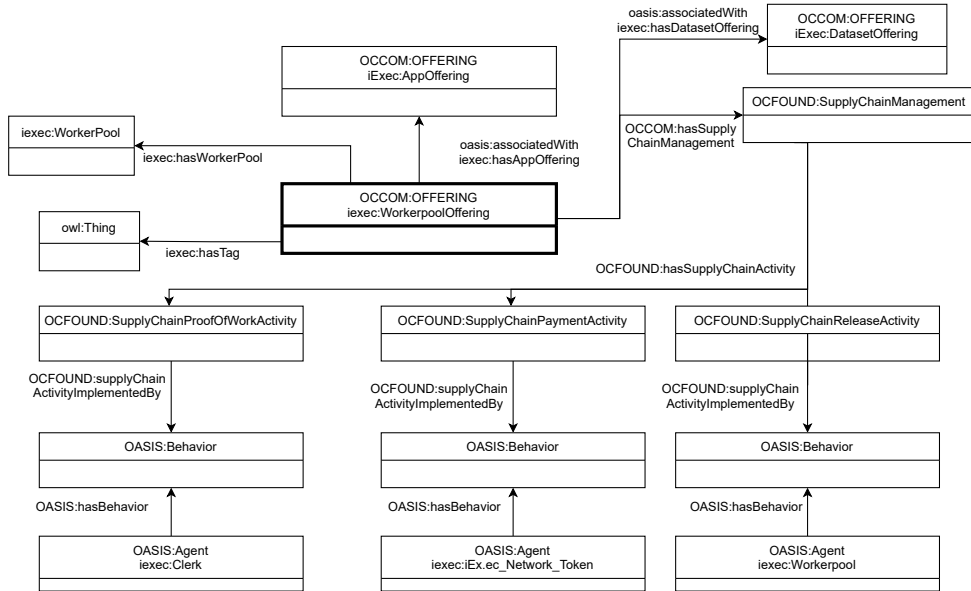 oasis:associatedWith
iexec:hasDatasetOffering
OCCOM:OFFERING
iExec:DatasetOffering
OCCOM:OFFERING
iExec:AppOffering
OCFOUND:SupplyChainManagement
iexec:WorkerPool
iexec:hasWorkerPool
oasis:associatedWith
iexec:hasAppOffering
OCCOM:hasSupply
ChainManagement
OCCOM:OFFERING
iexec:WorkerpoolOffering
owl:Thing
iexec:hasTag
OCFOUND:hasSupplyChainActivity
OCFOUND:SupplyChainProofOfWorkActivity
OCFOUND:SupplyChainPaymentActivity
OCFOUND:SupplyChainReleaseActivity
OCFOUND:supplyChain
ActivityImplementedBy
OCFOUND:supplyChain
ActivityImplementedBy
OCFOUND:supplyChain
ActivityImplementedBy
OASIS:Behavior
OASIS:Behavior
OASIS:Behavior
OASIS:hasBehavior
OASIS:hasBehavior
OASIS:hasBehavior
OASIS:Agent
iexec:Clerk
OASIS:Agent
iexec:iEx.ec_Network_Token
OASIS:Agent
iexec:Workerpool